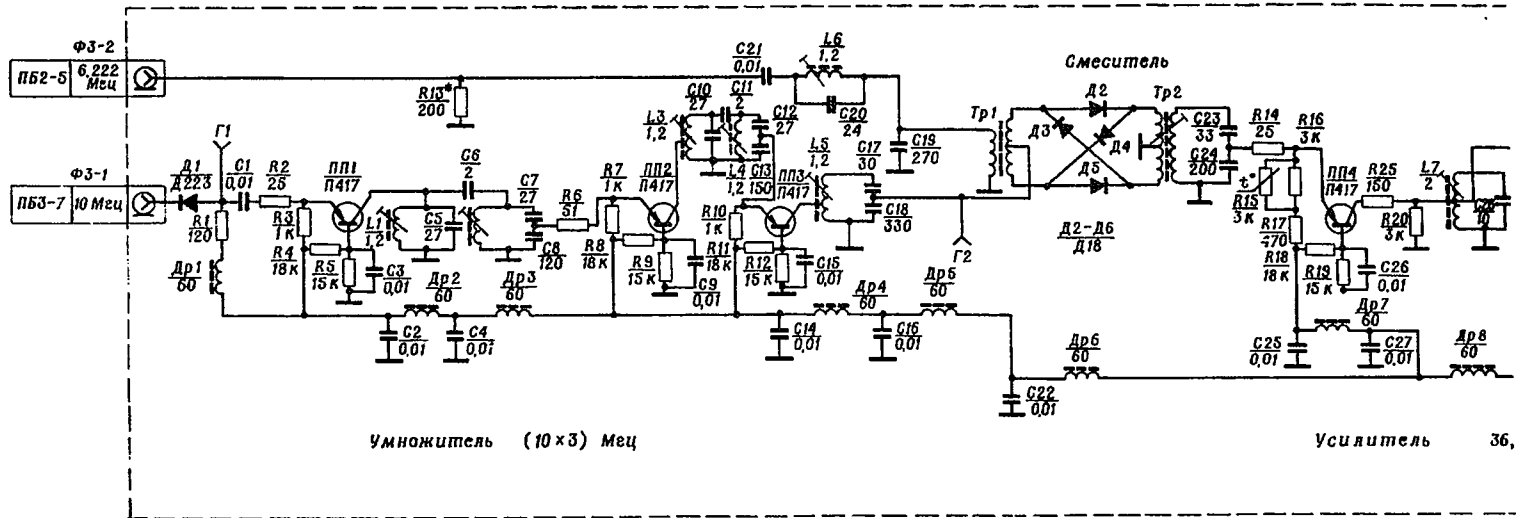 ФЗ-2
ПБ2-5
6,222 Мгц
R13*
200
C21
0,01
L6
1,2
C20
24
C19
270
Смеситель
Тр1
Д2
Д3
Д4
Д5
Тр2
C23
33
C24
200
R14
25
R16
3к
t°
R15
3к
R17
470
ФЗ-1
ПБ3-7
10 Мгц
Г1
Д1
Д223
C1
0,01
R2
25
R1
120
R3
1к
R4
18к
R5
15к
ПП1
П417
C3
0,01
L1
1,2
C5
27
C6
2
C7
27
C8
120
R6
51
R7
1к
R8
18к
R9
15к
ПП2
П417
C9
0,01
L3
1,2
C10
27
C11
2
C12
27
L4
1,2
C13
150
R10
1к
R11
18к
R12
15к
ПП3
П417
C15
0,01
L5
1,2
C17
30
C18
330
Г2
Д2-Д6
Д18
ПП4
П417
R25
150
R20
3к
L7
2
R18
18к
R19
15к
C26
0,01
Др1
60
Др2
60
Др3
60
C2
0,01
C4
0,01
C14
0,01
Др4
60
C16
0,01
Др5
60
Др6
60
C22
0,01
C25
0,01
Др7
60
C27
0,01
Др8
60
Умножитель (10×3) Мгц
Усилитель 36,